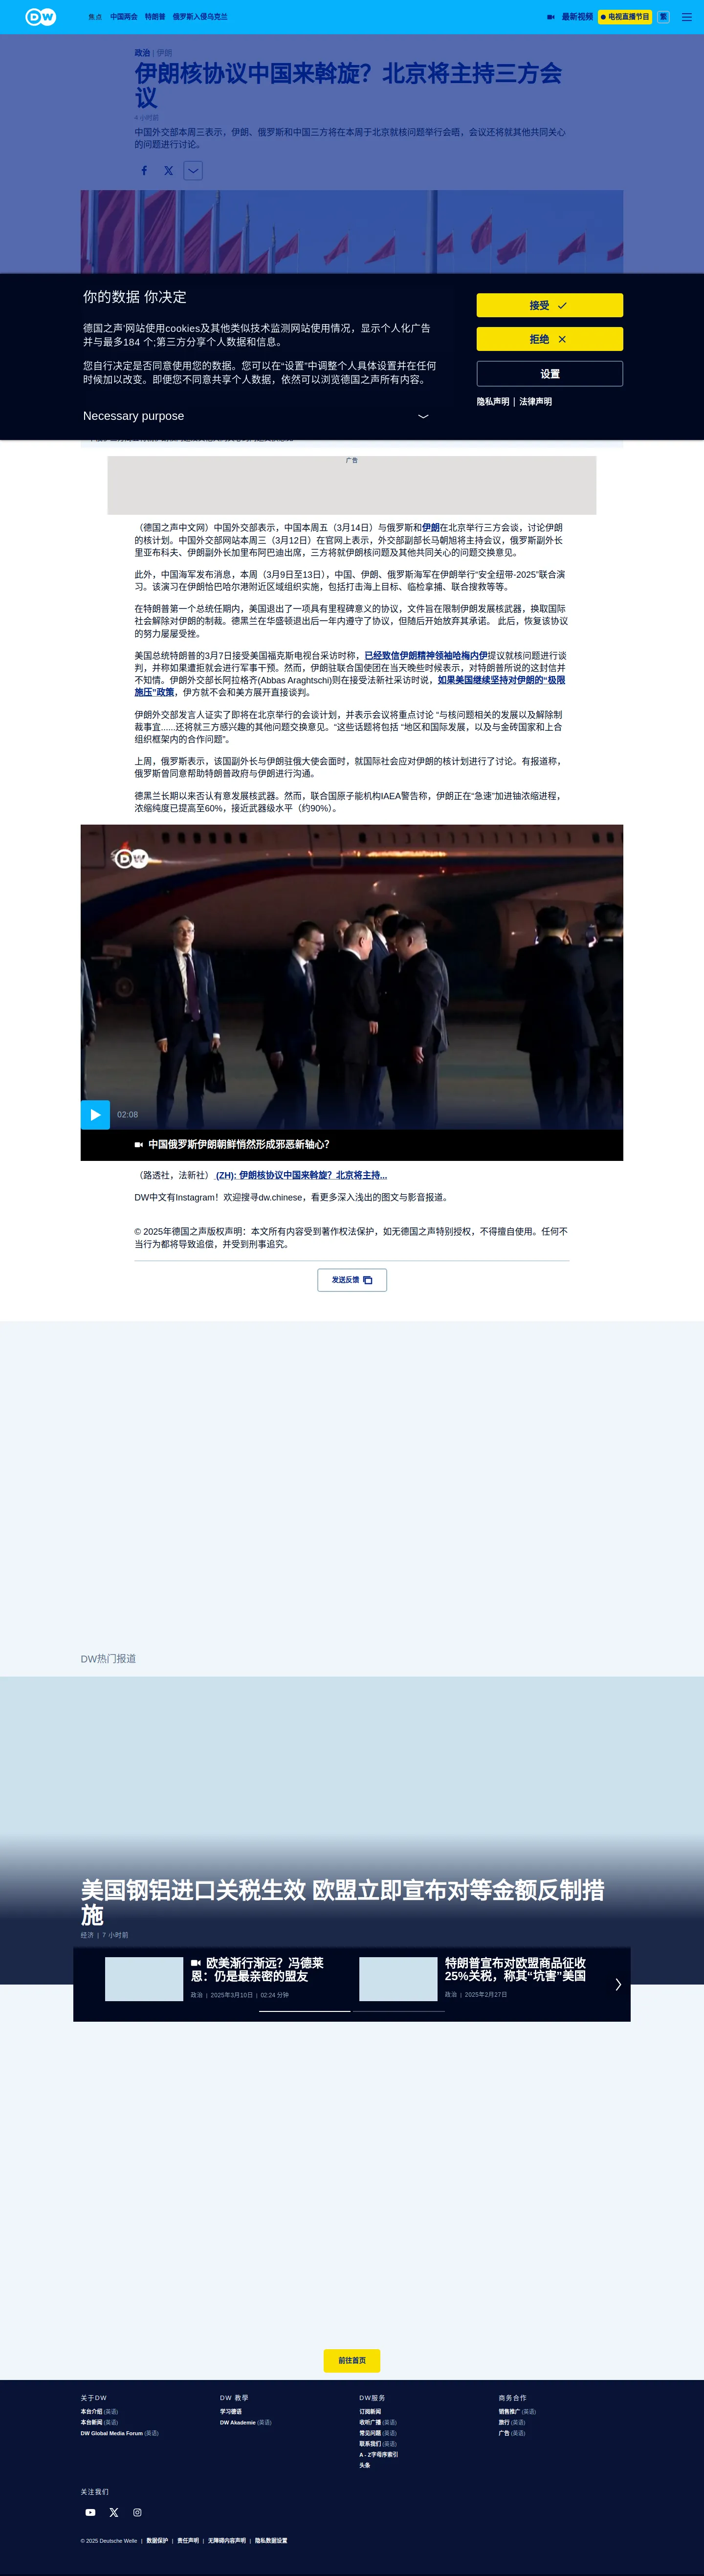 DW
焦点 中国两会 特朗普 俄罗斯入侵乌克兰
最新视频 电视直播节目 繁
政治 | 伊朗
伊朗核协议中国来斡旋？北京将主持三方会
议
4 小时前
中国外交部本周三表示，伊朗、俄罗斯和中国三方将在本周于北京就核问题举行会晤，会议还将就其他共同关心
的问题进行讨论。
你的数据 你决定
德国之声'网站使用cookies及其他类似技术监测网站使用情况，显示个人化广告
并与最多184 个;第三方分享个人数据和信息。
您自行决定是否同意使用您的数据。您可以在“设置”中调整个人具体设置并在任何
时候加以改变。即便您不同意共享个人数据，依然可以浏览德国之声所有内容。
Necessary purpose
接受
拒绝
设置
隐私声明 | 法律声明
广告
（德国之声中文网）中国外交部表示，中国本周五（3月14日）与俄罗斯和伊朗在北京举行三方会谈，讨论伊朗
的核计划。中国外交部网站本周三（3月12日）在官网上表示，外交部副部长马朝旭将主持会议，俄罗斯副外长
里亚布科夫、伊朗副外长加里布阿巴迪出席，三方将就伊朗核问题及其他共同关心的问题交换意见。
此外，中国海军发布消息，本周（3月9日至13日），中国、伊朗、俄罗斯海军在伊朗举行“安全纽带-2025”联合演
习。该演习在伊朗恰巴哈尔港附近区域组织实施，包括打击海上目标、临检拿捕、联合搜救等等。
在特朗普第一个总统任期内，美国退出了一项具有里程碑意义的协议，文件旨在限制伊朗发展核武器，换取国际
社会解除对伊朗的制裁。德黑兰在华盛顿退出后一年内遵守了协议，但随后开始放弃其承诺。 此后，恢复该协议
的努力屡屡受挫。
美国总统特朗普的3月7日接受美国福克斯电视台采访时称，已经致信伊朗精神领袖哈梅内伊提议就核问题进行谈
判，并称如果遭拒就会进行军事干预。然而，伊朗驻联合国使团在当天晚些时候表示，对特朗普所说的这封信并
不知情。伊朗外交部长阿拉格齐(Abbas Araghtschi)则在接受法新社采访时说，如果美国继续坚持对伊朗的“极限
施压”政策，伊方就不会和美方展开直接谈判。
伊朗外交部发言人证实了即将在北京举行的会谈计划，并表示会议将重点讨论 “与核问题相关的发展以及解除制
裁事宜......还将就三方感兴趣的其他问题交换意见。“这些话题将包括 “地区和国际发展，以及与金砖国家和上合
组织框架内的合作问题”。
上周，俄罗斯表示，该国副外长与伊朗驻俄大使会面时，就国际社会应对伊朗的核计划进行了讨论。有报道称，
俄罗斯曾同意帮助特朗普政府与伊朗进行沟通。
德黑兰长期以来否认有意发展核武器。然而，联合国原子能机构IAEA警告称，伊朗正在“急速”加进铀浓缩进程，
浓缩纯度已提高至60%，接近武器级水平（约90%）。
DW
02:08
中国俄罗斯伊朗朝鲜悄然形成邪恶新轴心？
（路透社，法新社） (ZH): 伊朗核协议中国来斡旋？北京将主持...
DW中文有Instagram！欢迎搜寻dw.chinese，看更多深入浅出的图文与影音报道。
© 2025年德国之声版权声明：本文所有内容受到著作权法保护，如无德国之声特别授权，不得擅自使用。任何不
当行为都将导致追偿，并受到刑事追究。
发送反馈
DW热门报道
美国钢铝进口关税生效 欧盟立即宣布对等金额反制措
施
经济 | 7 小时前
欧美渐行渐远？冯德莱
恩：仍是最亲密的盟友
政治 | 2025年3月10日 | 02:24 分钟
特朗普宣布对欧盟商品征收
25%关税，称其“坑害”美国
政治 | 2025年2月27日
前往首页
关于DW
本台介绍 (英语)
本台新闻 (英语)
DW Global Media Forum (英语)
DW 教學
学习德语
DW Akademie (英语)
DW服务
订阅新闻
收听广播 (英语)
常见问题 (英语)
联系我们 (英语)
A - Z字母序索引
头条
商务合作
销售推广 (英语)
旅行 (英语)
广告 (英语)
关注我们
© 2025 Deutsche Welle | 数据保护 | 责任声明 | 无障碍内容声明 | 隐私数据设置